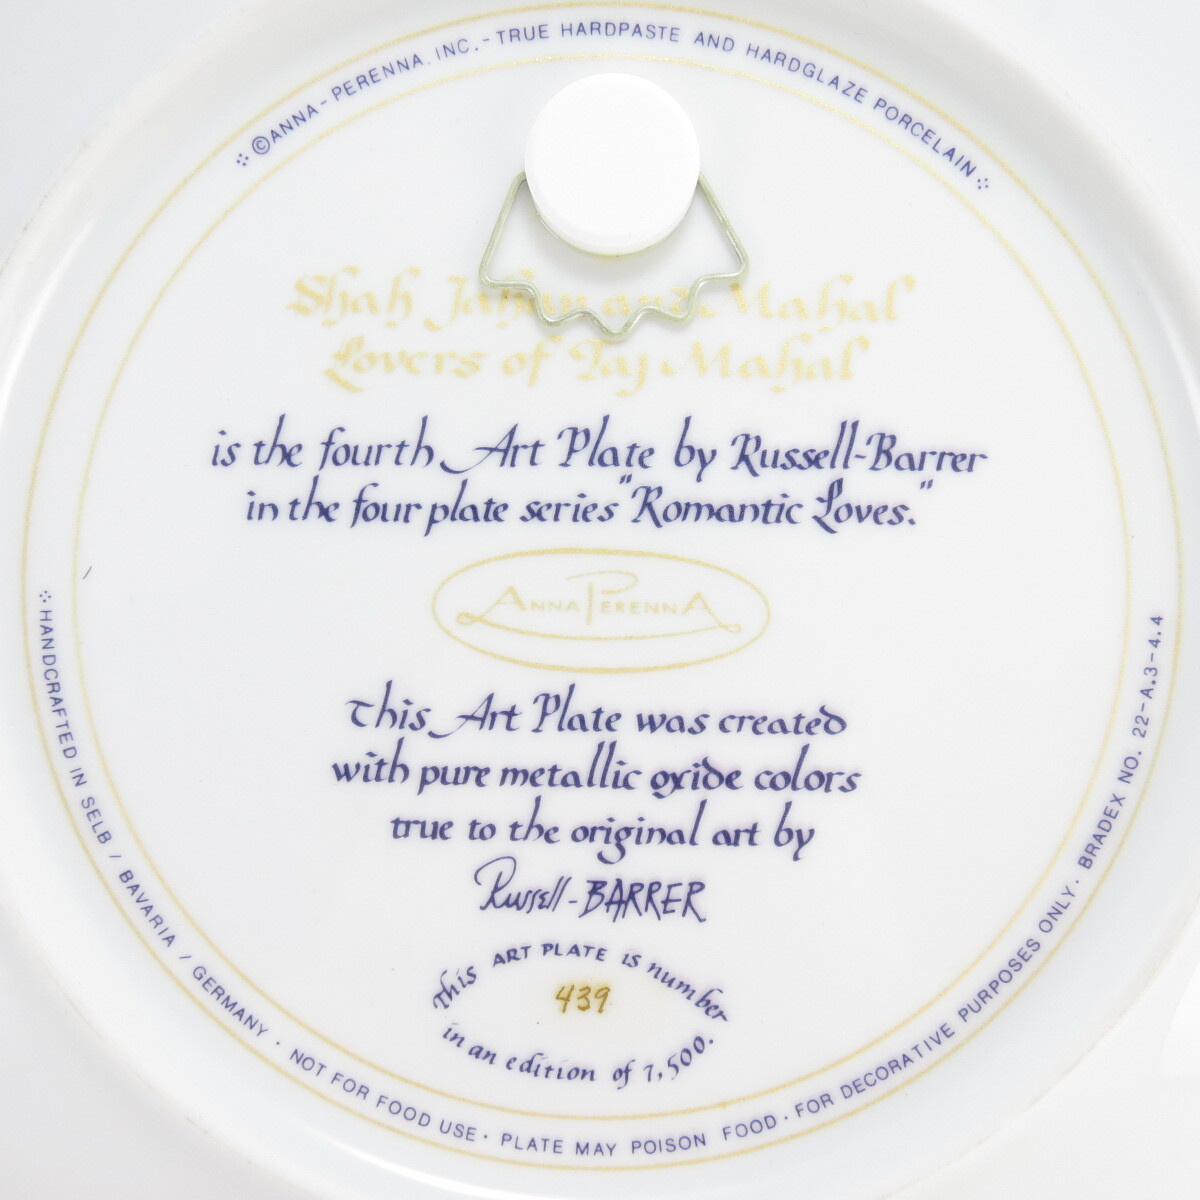 ©ANNA-PERENNA, INC.-TRUE HARDPASTE AND HARDGLAZE PORCELAIN
Shah Jahan and Mahal
Lovers of Taj Mahal
is the fourth Art Plate by Russell-Barrer
in the four plate series "Romantic Loves."
ANNA PERENNA
This Art Plate was created
with pure metallic oxide colors
true to the original art by
Russell-BARRER
This ART PLATE is number
439
in an edition of 7,500.
HANDCRAFTED IN SELB / BAVARIA / GERMANY · NOT FOR FOOD USE · PLATE MAY POISON FOOD · FOR DECORATIVE PURPOSES ONLY · BRADEX NO. 22-A.3-4.4